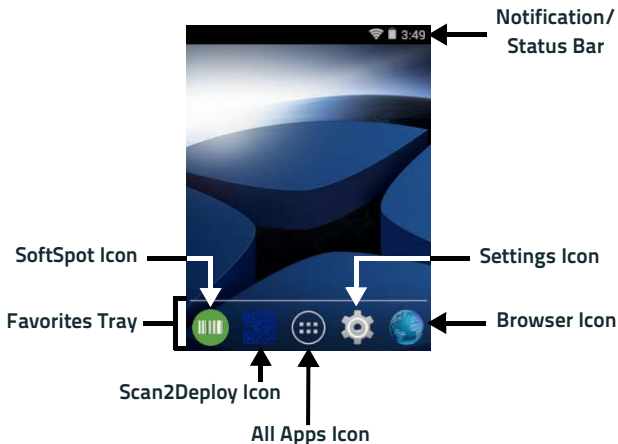 Notification/
Status Bar
3:49
SoftSpot Icon
Settings Icon
Favorites Tray
Browser Icon
Scan2Deploy Icon
All Apps Icon